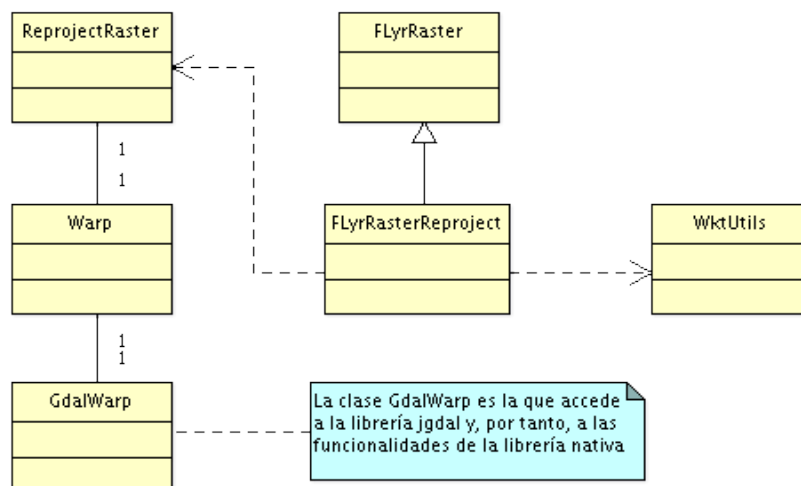 ReprojectRaster
FLyrRaster
1
1
Warp
FLyrRasterReproject
WktUtils
1
1
GdalWarp
La clase GdalWarp es la que accede
a la librería jgdal y, por tanto, a las
funcionalidades de la librería nativa